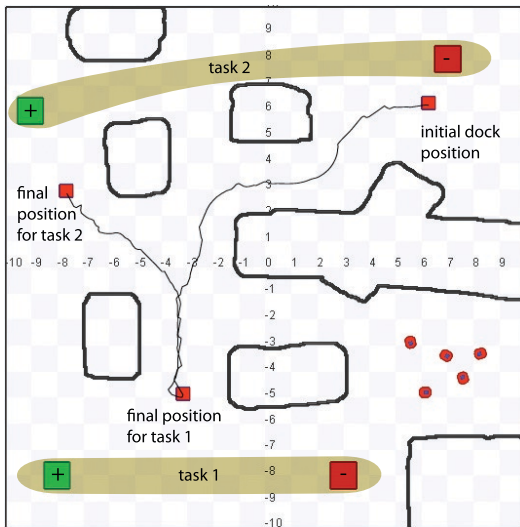 10
9
8
-
task 2
7
6
+
5
initial dock
position
4
3
final
position
for task 2
2
1
-10 -9 -8 -7 -6 -5 -4 -3 -2 -1 0 1 2 3 4 5 6 7 8 9
-1
-2
-3
-4
-5
final position
for task 1
-6
-7
-8
+
task 1
-
-9
-10